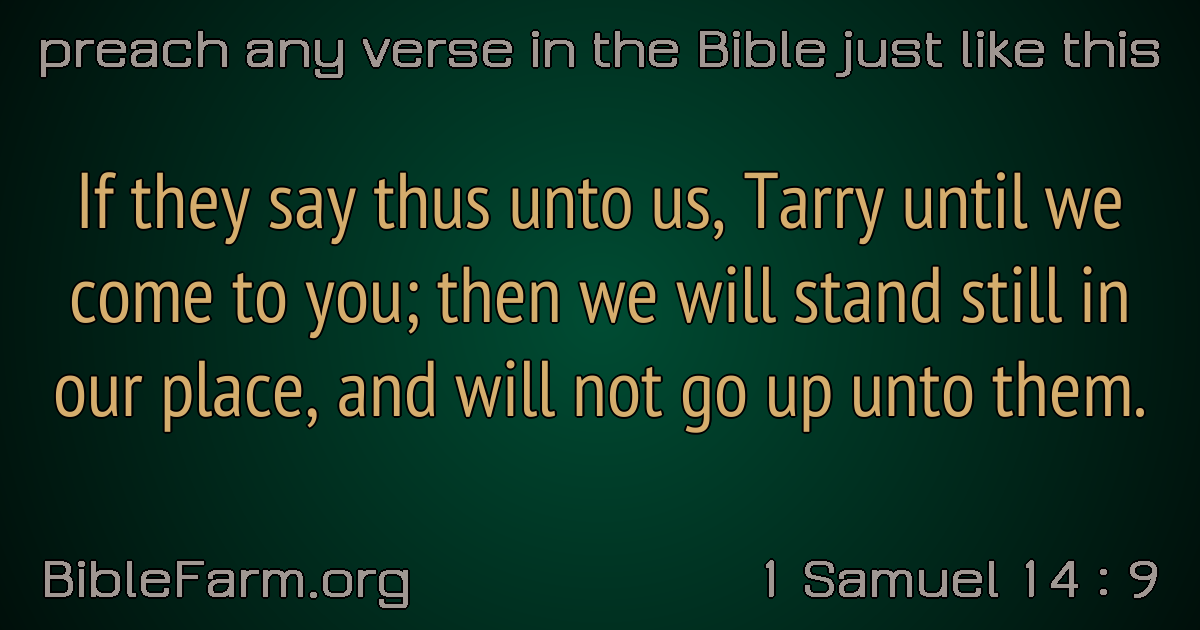 preach any verse in the Bible just like this
If they say thus unto us, Tarry until we
come to you; then we will stand still in
our place, and will not go up unto them.
BibleFarm.org
1 Samuel 14 : 9